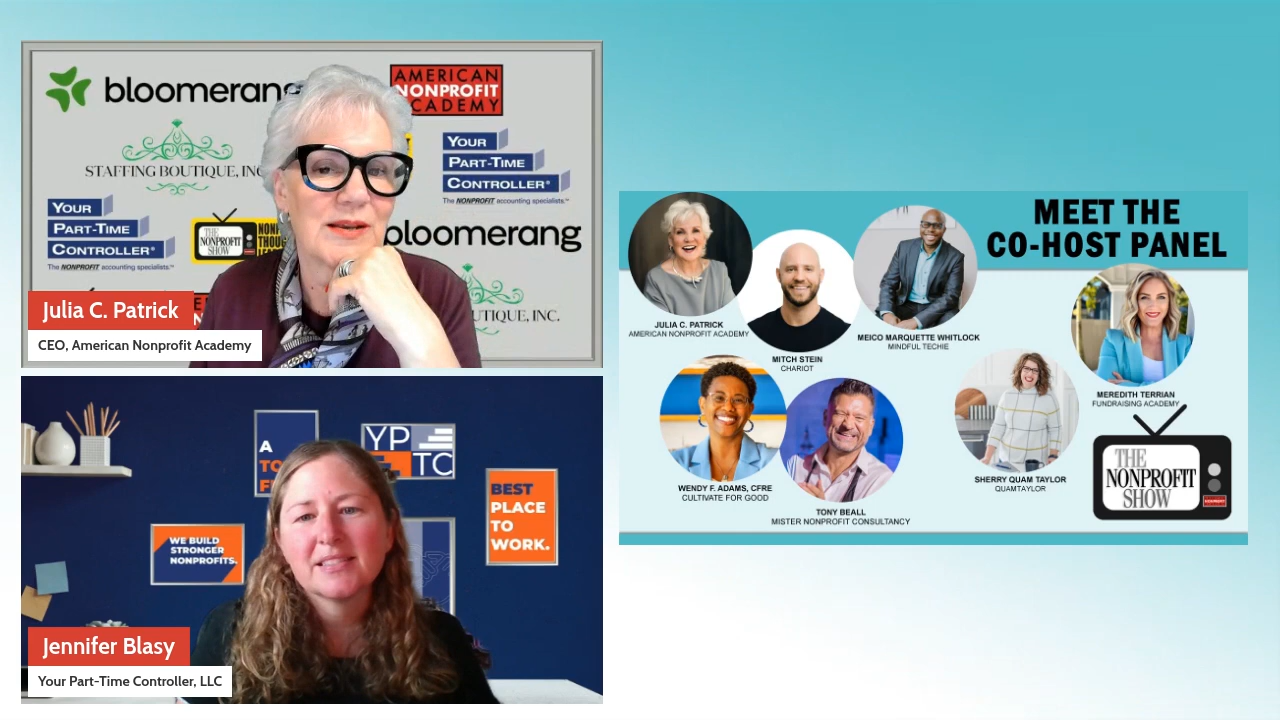 bloomerang
AMERICAN
NONPROFIT
ACADEMY
STAFFING BOUTIQUE, INC
YOUR
PART-TIME
CONTROLLER®
The NONPROFIT accounting specialists.™
YOUR
PART-TIME
CONTROLLER®
The NONPROFIT accounting specialists.™
THE
NONPROFIT
SHOW
bloomerang
UTIQUE, INC.
Julia C. Patrick
CEO, American Nonprofit Academy
A
TO
YP
TC
BEST
PLACE
TO
WORK.
WE BUILD
STRONGER
NONPROFITS.
Jennifer Blasy
Your Part-Time Controller, LLC
MEET THE
CO-HOST PANEL
JULIA C. PATRICK
AMERICAN NONPROFIT ACADEMY
MITCH STEIN
CHARIOT
MEICO MARQUETTE WHITLOCK
MINDFUL TECHIE
MEREDITH TERRIAN
FUNDRAISING ACADEMY
WENDY F. ADAMS, CFRE
CULTIVATE FOR GOOD
TONY BEALL
MISTER NONPROFIT CONSULTANCY
SHERRY QUAM TAYLOR
QUAMTAYLOR
THE
NONPROFIT
SHOW